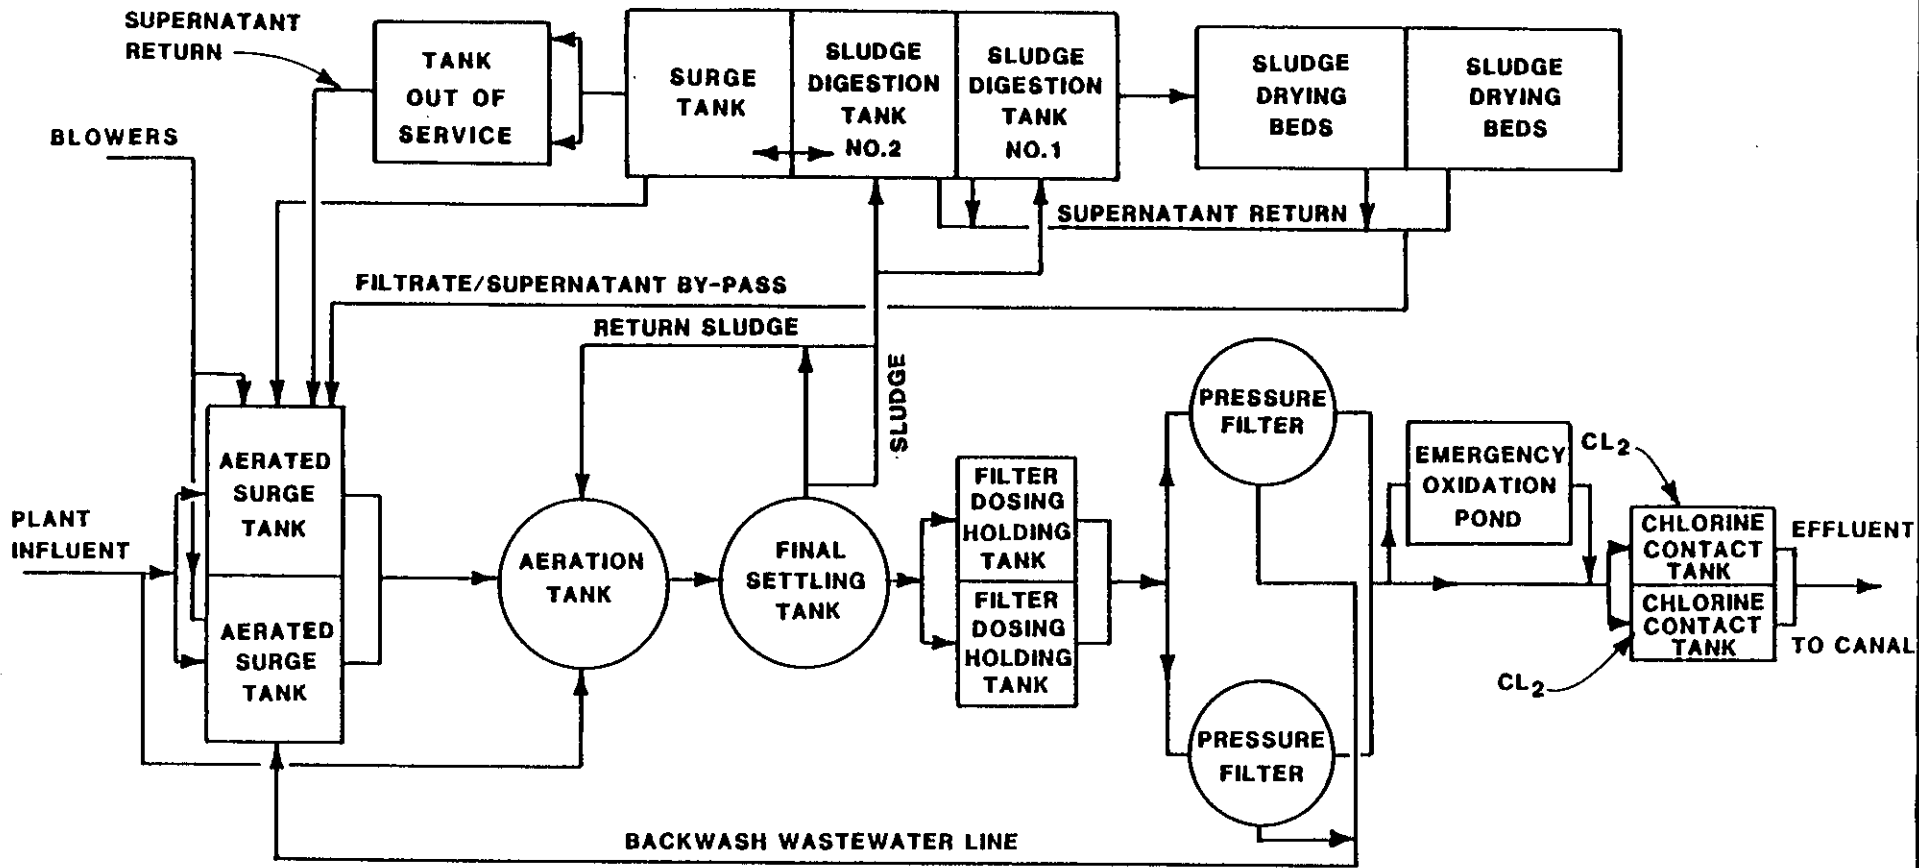 SUPERNATANT
RETURN
TANK
OUT OF
SERVICE
SURGE
TANK
SLUDGE
DIGESTION
TANK
NO.2
SLUDGE
DIGESTION
TANK
NO.1
SLUDGE
DRYING
BEDS
SLUDGE
DRYING
BEDS
BLOWERS
SUPERNATANT RETURN
FILTRATE/SUPERNATANT BY-PASS
RETURN SLUDGE
SLUDGE
PLANT
INFLUENT
AERATED
SURGE
TANK
AERATED
SURGE
TANK
AERATION
TANK
FINAL
SETTLING
TANK
FILTER
DOSING
HOLDING
TANK
FILTER
DOSING
HOLDING
TANK
PRESSURE
FILTER
PRESSURE
FILTER
EMERGENCY
OXIDATION
POND
CL2
CHLORINE
CONTACT
TANK
CHLORINE
CONTACT
TANK
CL2
EFFLUENT
TO CANAL
BACKWASH WASTEWATER LINE